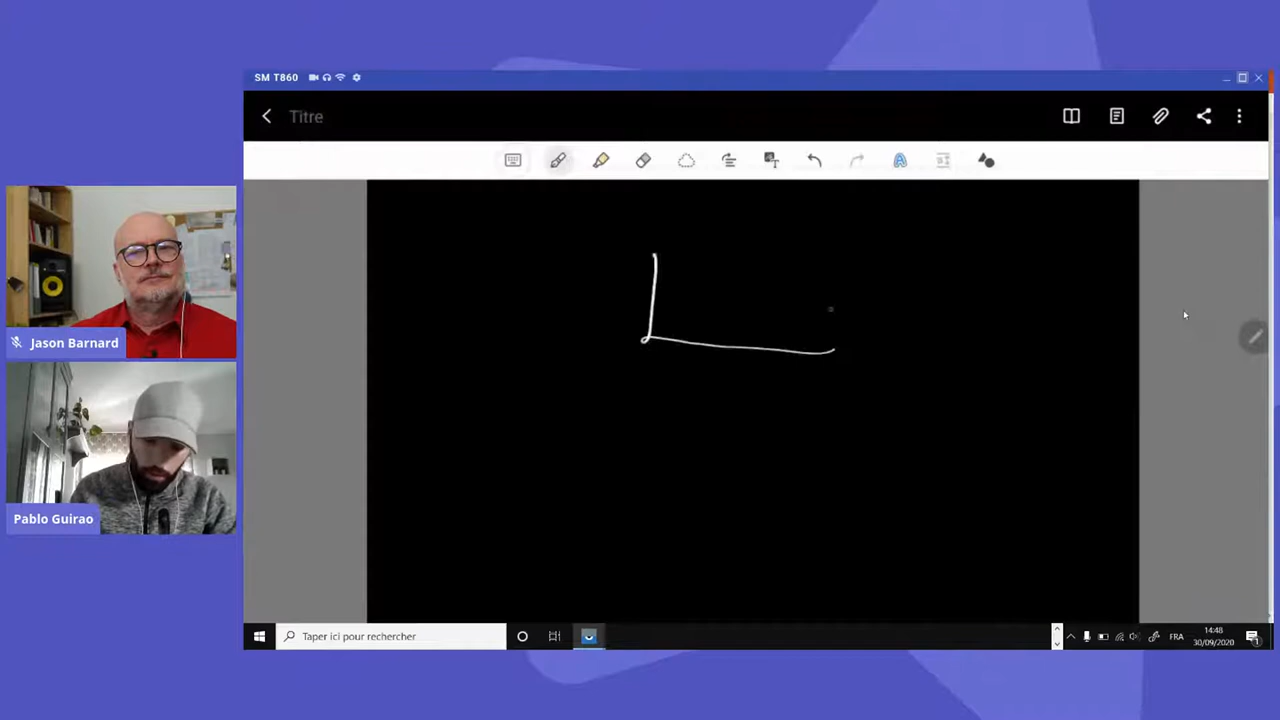 SM T860
Titre
Jason Barnard
Pablo Guirao
Taper ici pour rechercher
FRA
14:48
30/09/2020